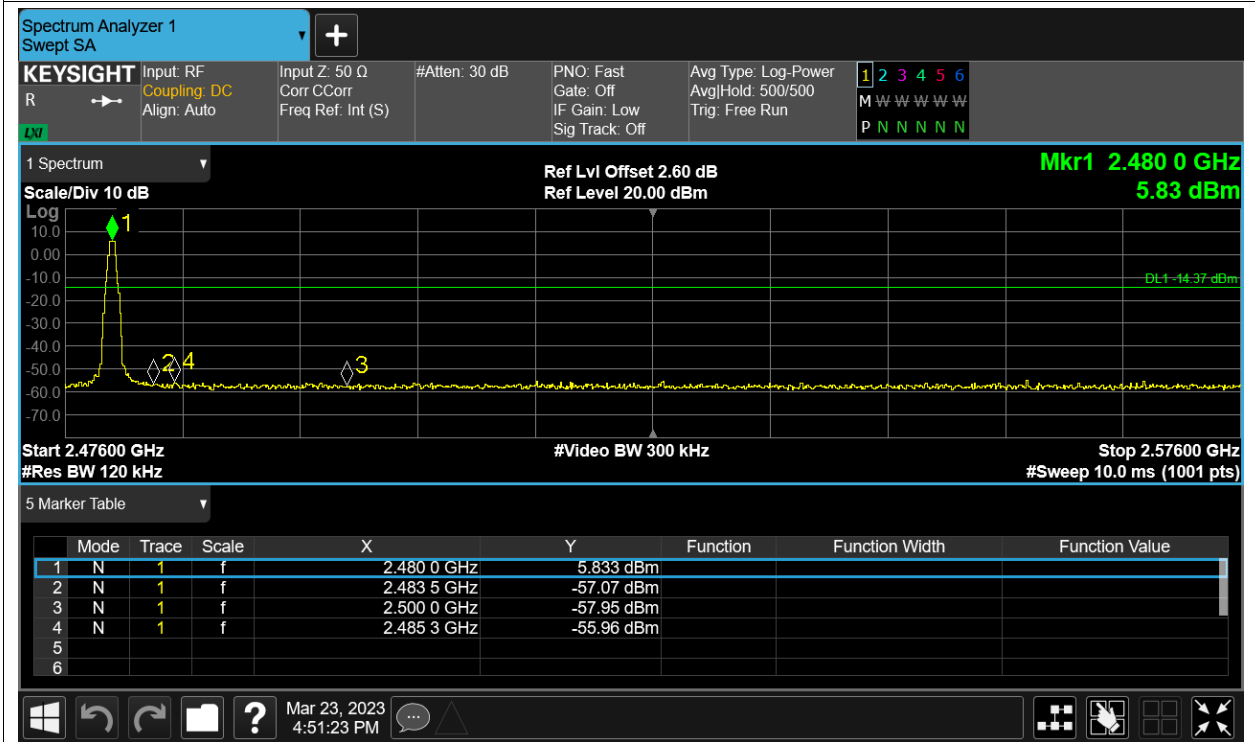 Spectrum Analyzer 1
Swept SA
+
KEYSIGHT Input: RF Input Z: 50 Ω #Atten: 30 dB PNO: Fast Avg Type: Log-Power 1 2 3 4 5 6
R Coupling: DC Corr CCorr Gate: Off Avg|Hold: 500/500 M W W W W W
Align: Auto Freq Ref: Int (S) IF Gain: Low Trig: Free Run
LXI Sig Track: Off P N N N N N
1 Spectrum Ref Lvl Offset 2.60 dB Mkr1 2.480 0 GHz
Scale/Div 10 dB Ref Level 20.00 dBm 5.83 dBm
Log
1
10.0
0.00
-10.0 DL1 -14.37 dBm
-20.0
-30.0
-40.0
2 4 3
-50.0
-60.0
-70.0
Start 2.47600 GHz #Video BW 300 kHz Stop 2.57600 GHz
#Res BW 120 kHz #Sweep 10.0 ms (1001 pts)
5 Marker Table
Mode Trace Scale X Y Function Function Width Function Value
1 N 1 f 2.480 0 GHz 5.833 dBm
2 N 1 f 2.483 5 GHz -57.07 dBm
3 N 1 f 2.500 0 GHz -57.95 dBm
4 N 1 f 2.485 3 GHz -55.96 dBm
5
6
? Mar 23, 2023
4:51:23 PM